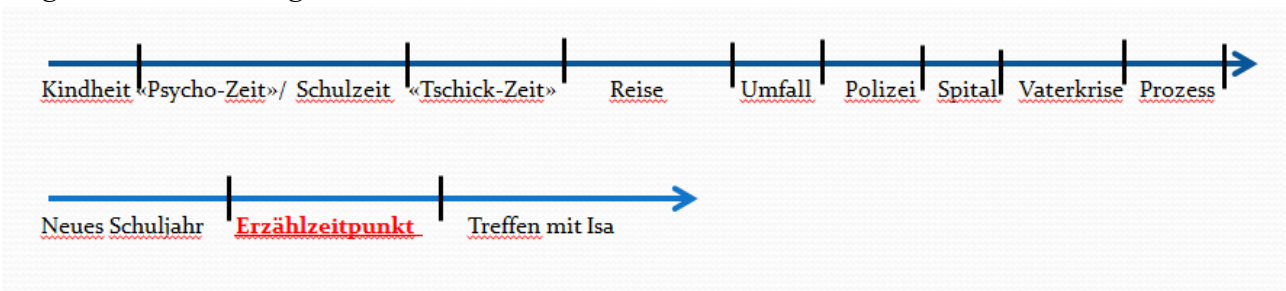 Kindheit «Psycho-Zeit»/ Schulzeit «Tschick-Zeit» Reise Umfall Polizei Spital Vaterkrise Prozess
Neues Schuljahr Erzählzeitpunkt Treffen mit Isa